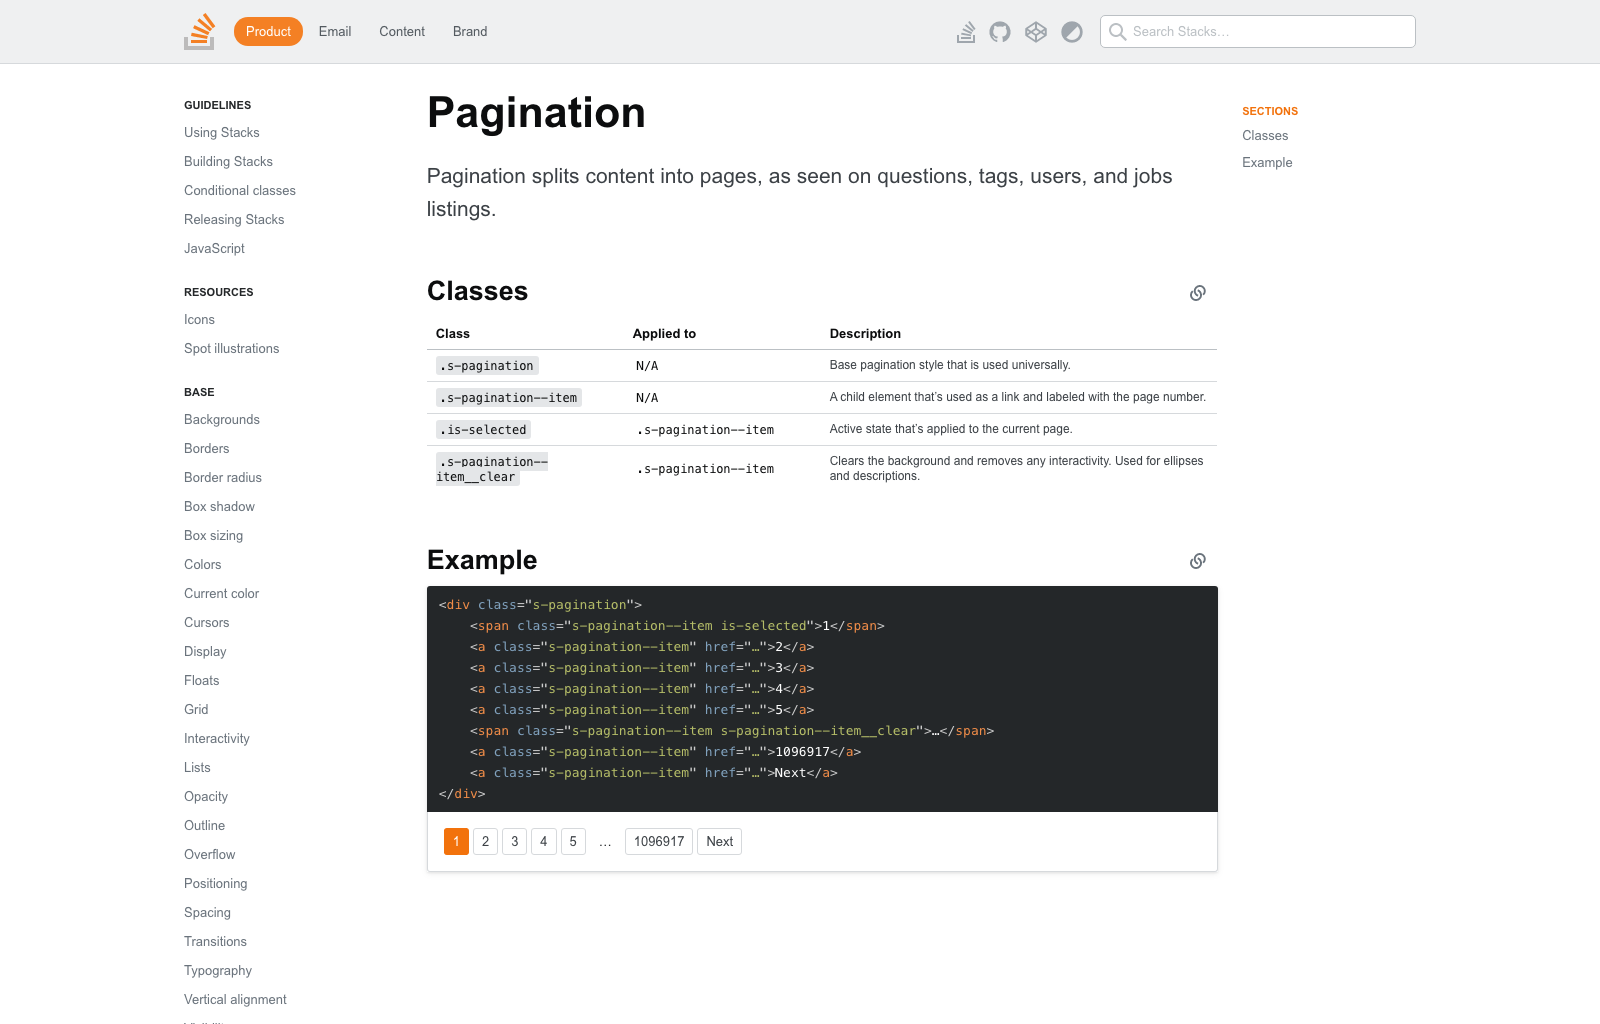 Product Email Content Brand Search Stacks…
GUIDELINES
Using Stacks
Building Stacks
Conditional classes
Releasing Stacks
JavaScript
RESOURCES
Icons
Spot illustrations
BASE
Backgrounds
Borders
Border radius
Box shadow
Box sizing
Colors
Current color
Cursors
Display
Floats
Grid
Interactivity
Lists
Opacity
Outline
Overflow
Positioning
Spacing
Transitions
Typography
Vertical alignment
Pagination
Pagination splits content into pages, as seen on questions, tags, users, and jobs
listings.
Classes
Class Applied to Description
.s-pagination N/A Base pagination style that is used universally.
.s-pagination--item N/A A child element that's used as a link and labeled with the page number.
.is-selected .s-pagination--item Active state that's applied to the current page.
.s-pagination--
item__clear .s-pagination--item Clears the background and removes any interactivity. Used for ellipses
and descriptions.
Example
<div class="s-pagination">
<span class="s-pagination--item is-selected">1</span>
<a class="s-pagination--item" href="…">2</a>
<a class="s-pagination--item" href="…">3</a>
<a class="s-pagination--item" href="…">4</a>
<a class="s-pagination--item" href="…">5</a>
<span class="s-pagination--item s-pagination--item__clear">…</span>
<a class="s-pagination--item" href="…">1096917</a>
<a class="s-pagination--item" href="…">Next</a>
</div>
1 2 3 4 5 … 1096917 Next
SECTIONS
Classes
Example